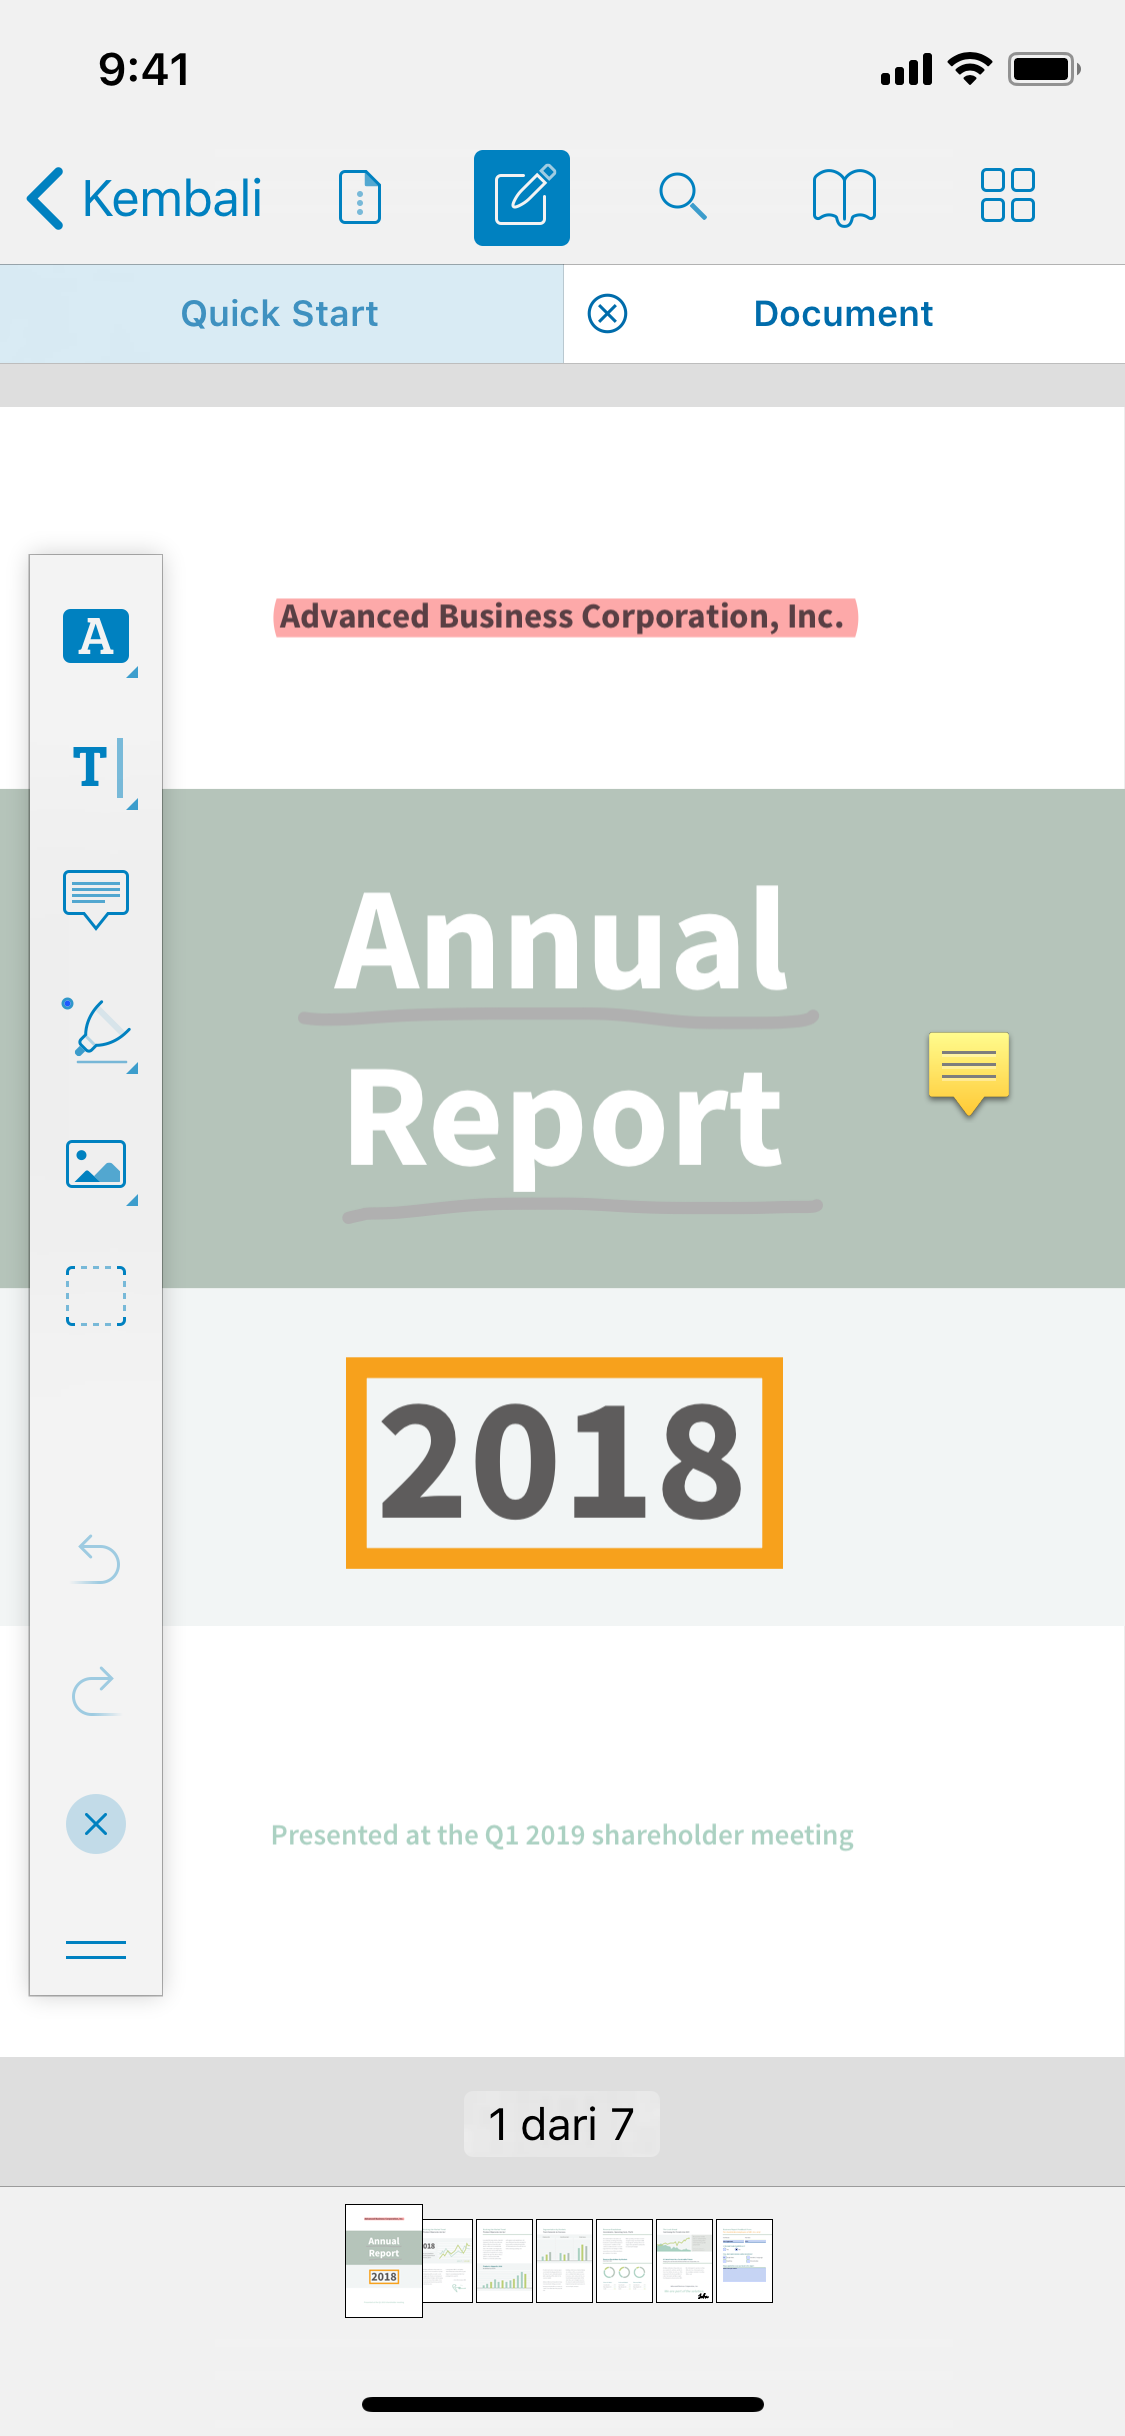 9:41
Kembali
Quick Start
Document
A
T
Advanced Business Corporation, Inc.
Annual
Report
2018
Presented at the Q1 2019 shareholder meeting
1 dari 7
Annual
Report
2018
018